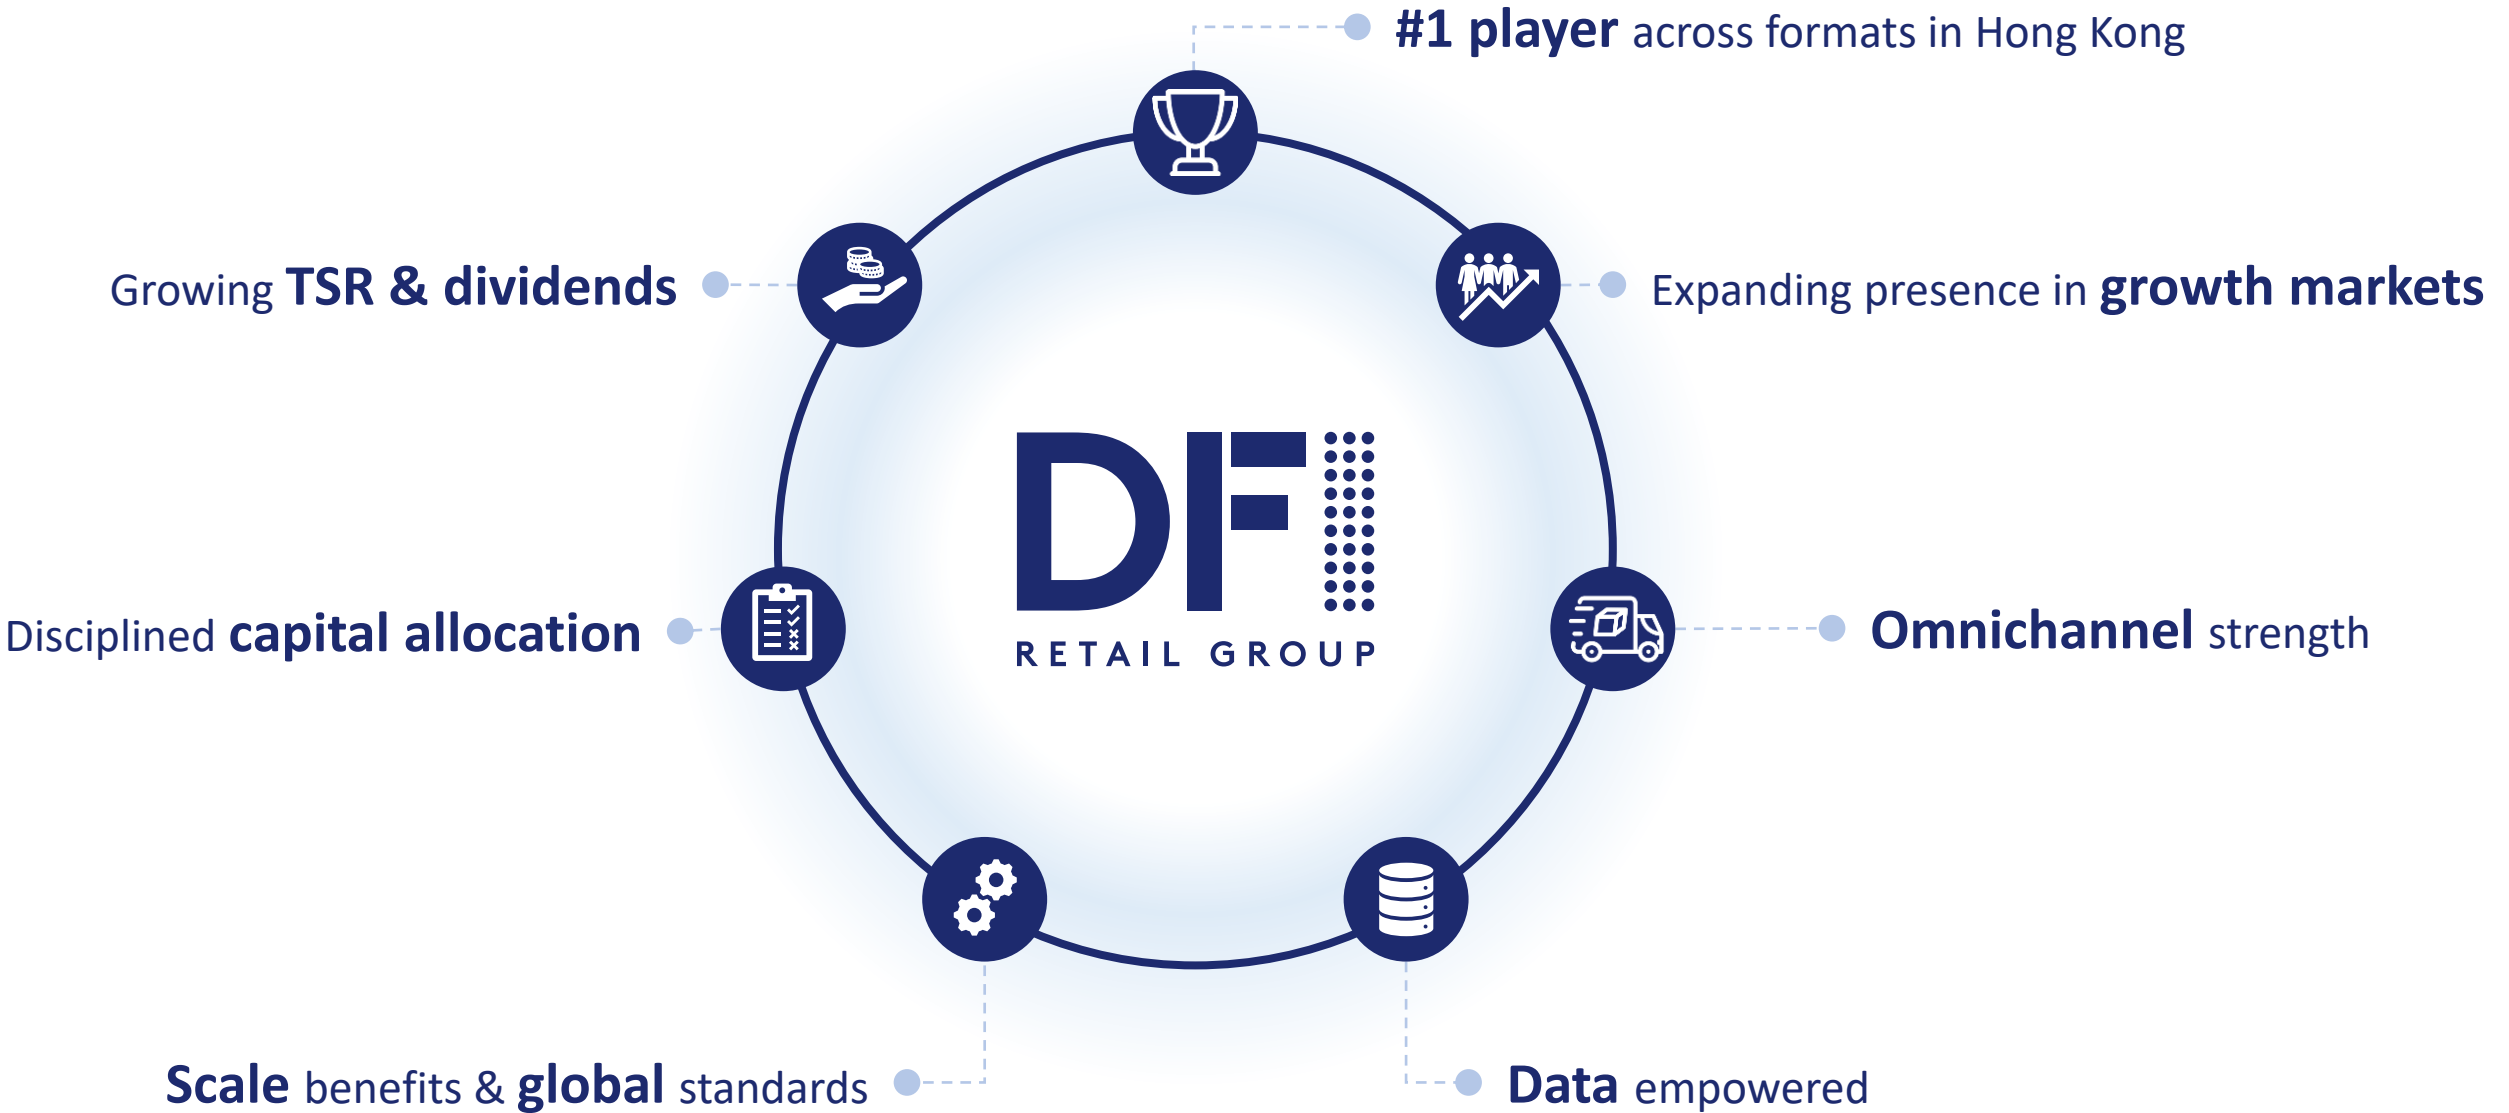 #1 player across formats in Hong Kong
Growing TSR & dividends
Expanding presence in growth markets
DFI
RETAIL GROUP
Disciplined capital allocation
Omnichannel strength
Scale benefits & global standards
Data empowered